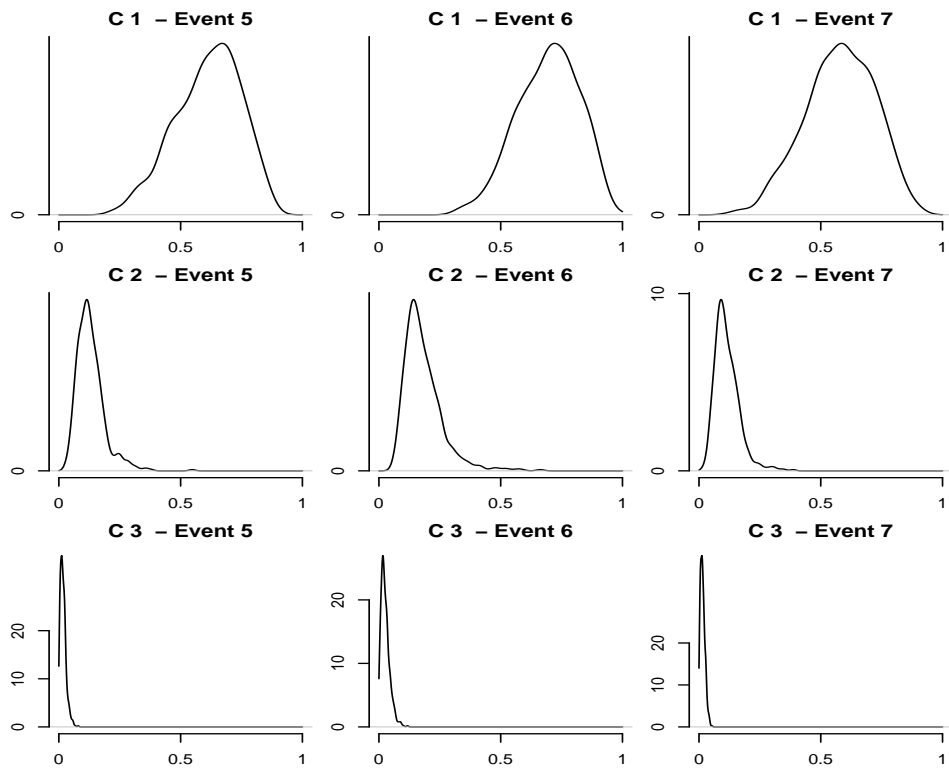 C 1 – Event 5
C 1 – Event 6
C 1 – Event 7
0
0 0.5 1
0
0 0.5 1
0
0 0.5 1
C 2 – Event 5
C 2 – Event 6
C 2 – Event 7
0
0 0.5 1
0
0 0.5 1
10
0
0 0.5 1
C 3 – Event 5
C 3 – Event 6
C 3 – Event 7
20
10
0
0 0.5 1
20
10
0
0 0.5 1
20
10
0
0 0.5 1